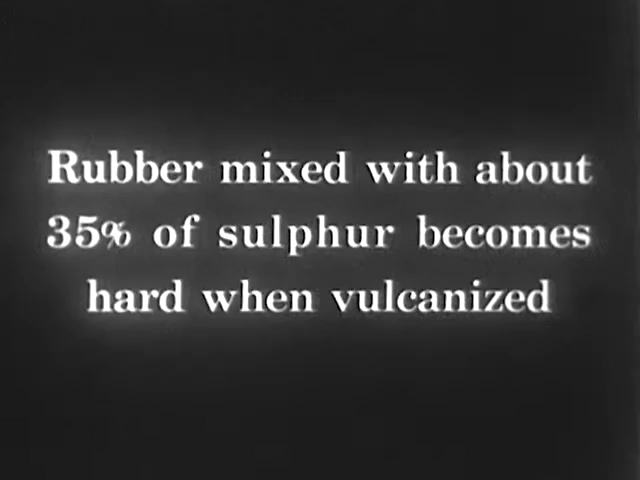 Rubber mixed with about
35% of sulphur becomes
hard when vulcanized